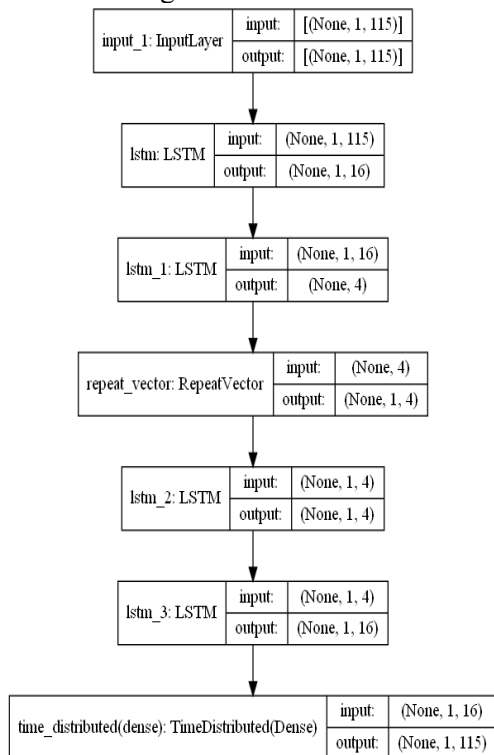 input_1: InputLayer
input: [(None, 1, 115)]
output: [(None, 1, 115)]
lstm: LSTM
input: (None, 1, 115)
output: (None, 1, 16)
lstm_1: LSTM
input: (None, 1, 16)
output: (None, 4)
repeat_vector: RepeatVector
input: (None, 4)
output: (None, 1, 4)
lstm_2: LSTM
input: (None, 1, 4)
output: (None, 1, 4)
lstm_3: LSTM
input: (None, 1, 4)
output: (None, 1, 16)
time_distributed(dense): TimeDistributed(Dense)
input: (None, 1, 16)
output: (None, 1, 115)